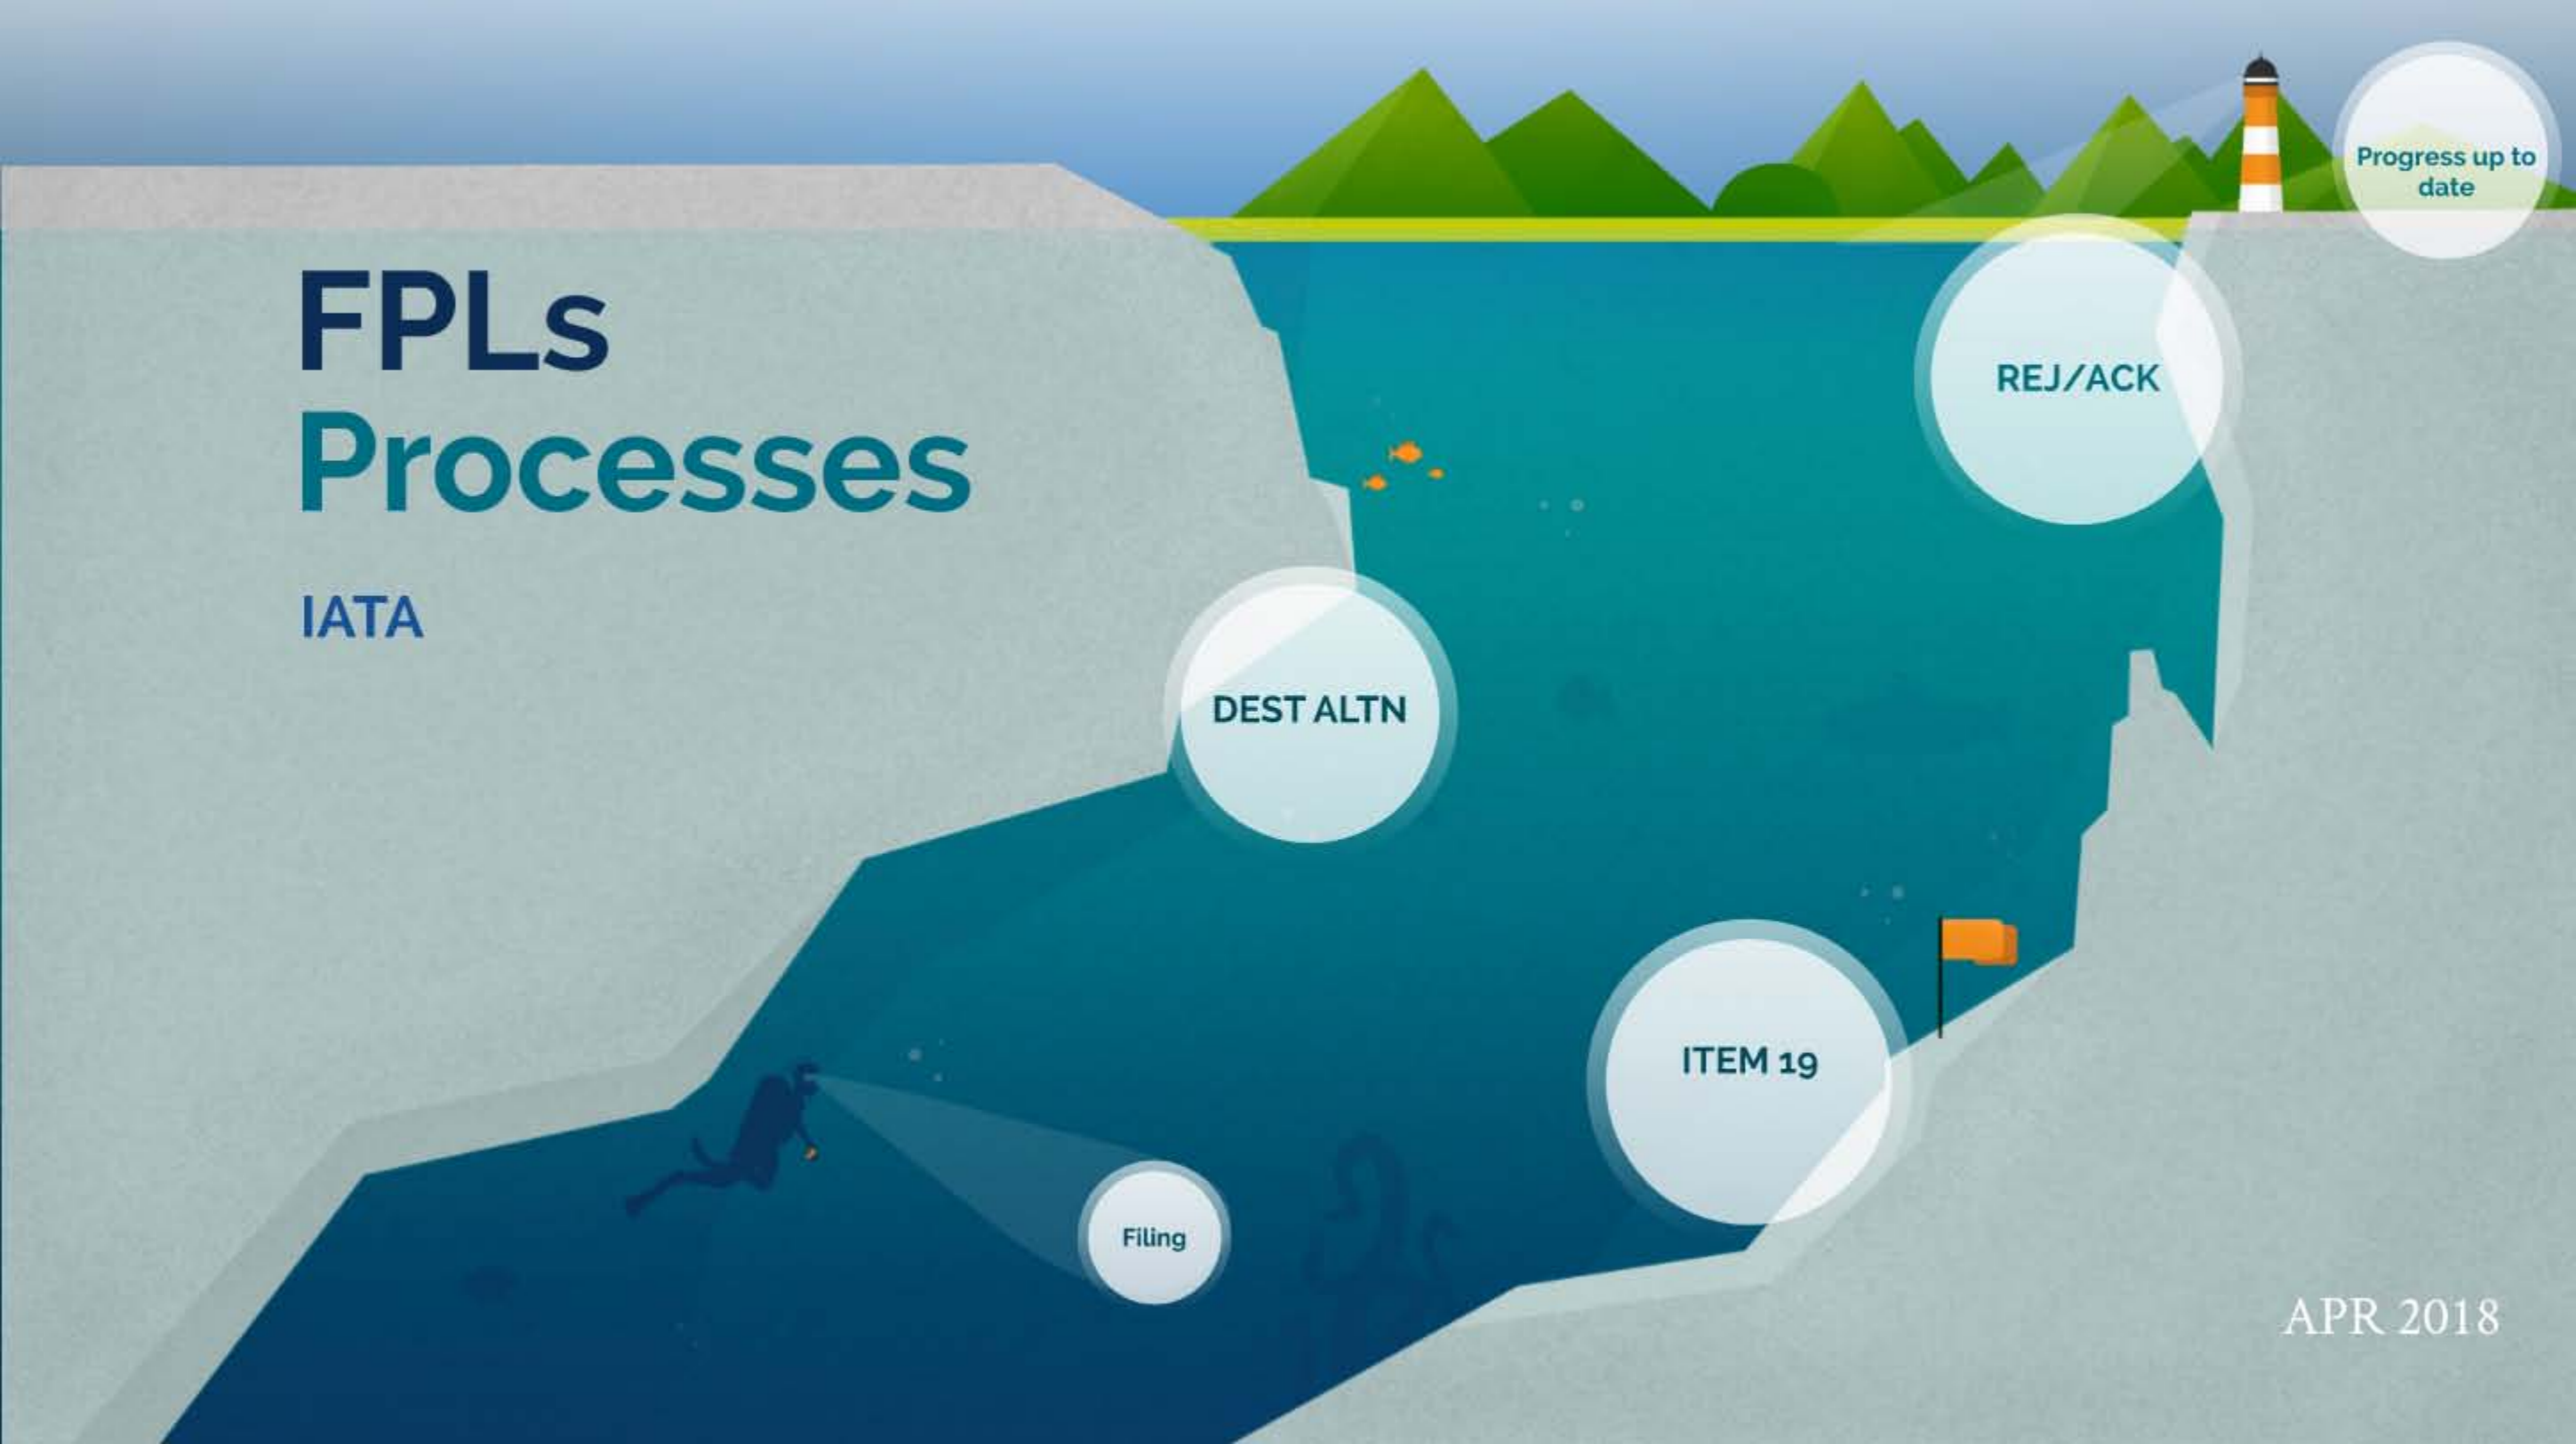 FPLs
Processes
IATA
Progress up to
date
REJ/ACK
DEST ALTN
ITEM 19
Filing
APR 2018